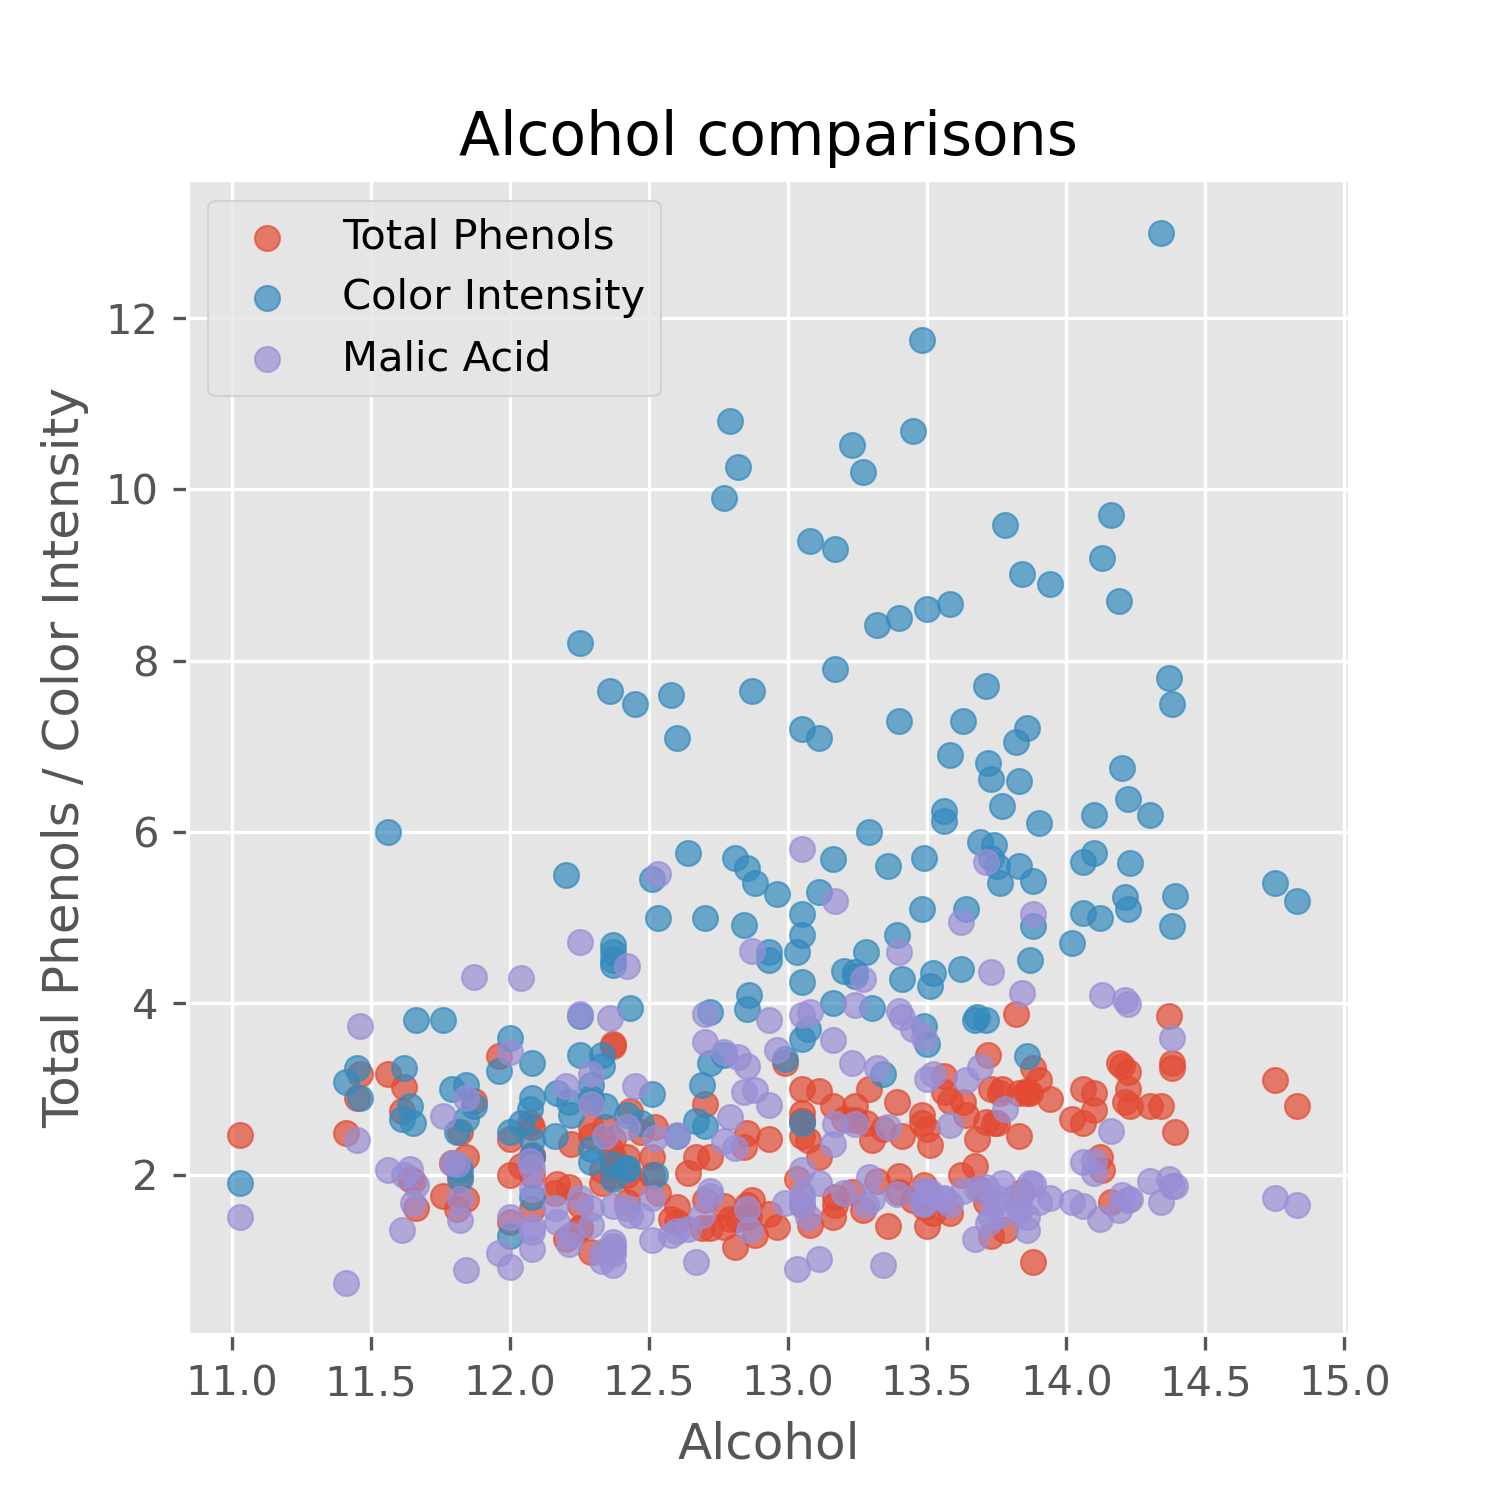 Alcohol comparisons
Total Phenols
Color Intensity
Malic Acid
Total Phenols / Color Intensity
12
10
8
6
4
2
11.0 11.5 12.0 12.5 13.0 13.5 14.0 14.5 15.0
Alcohol